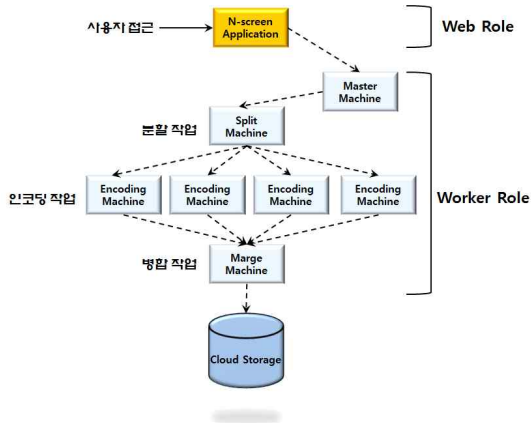 사용자 접근
N-screen
Application
Web Role
Master
Machine
분할 작업
Split
Machine
인코딩 작업
Encoding
Machine
Encoding
Machine
Encoding
Machine
Encoding
Machine
Worker Role
병합 작업
Marge
Machine
Cloud Storage